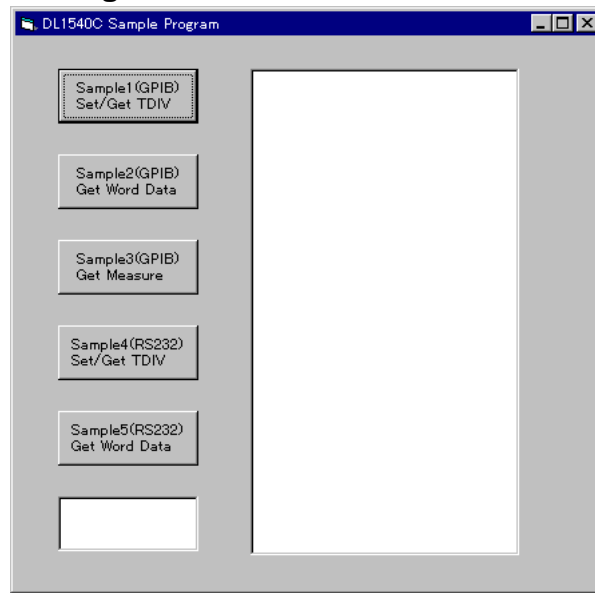 DL1540C Sample Program
Sample1(GPIB)
Set/Get TDIV
Sample2(GPIB)
Get Word Data
Sample3(GPIB)
Get Measure
Sample4(RS232)
Set/Get TDIV
Sample5(RS232)
Get Word Data